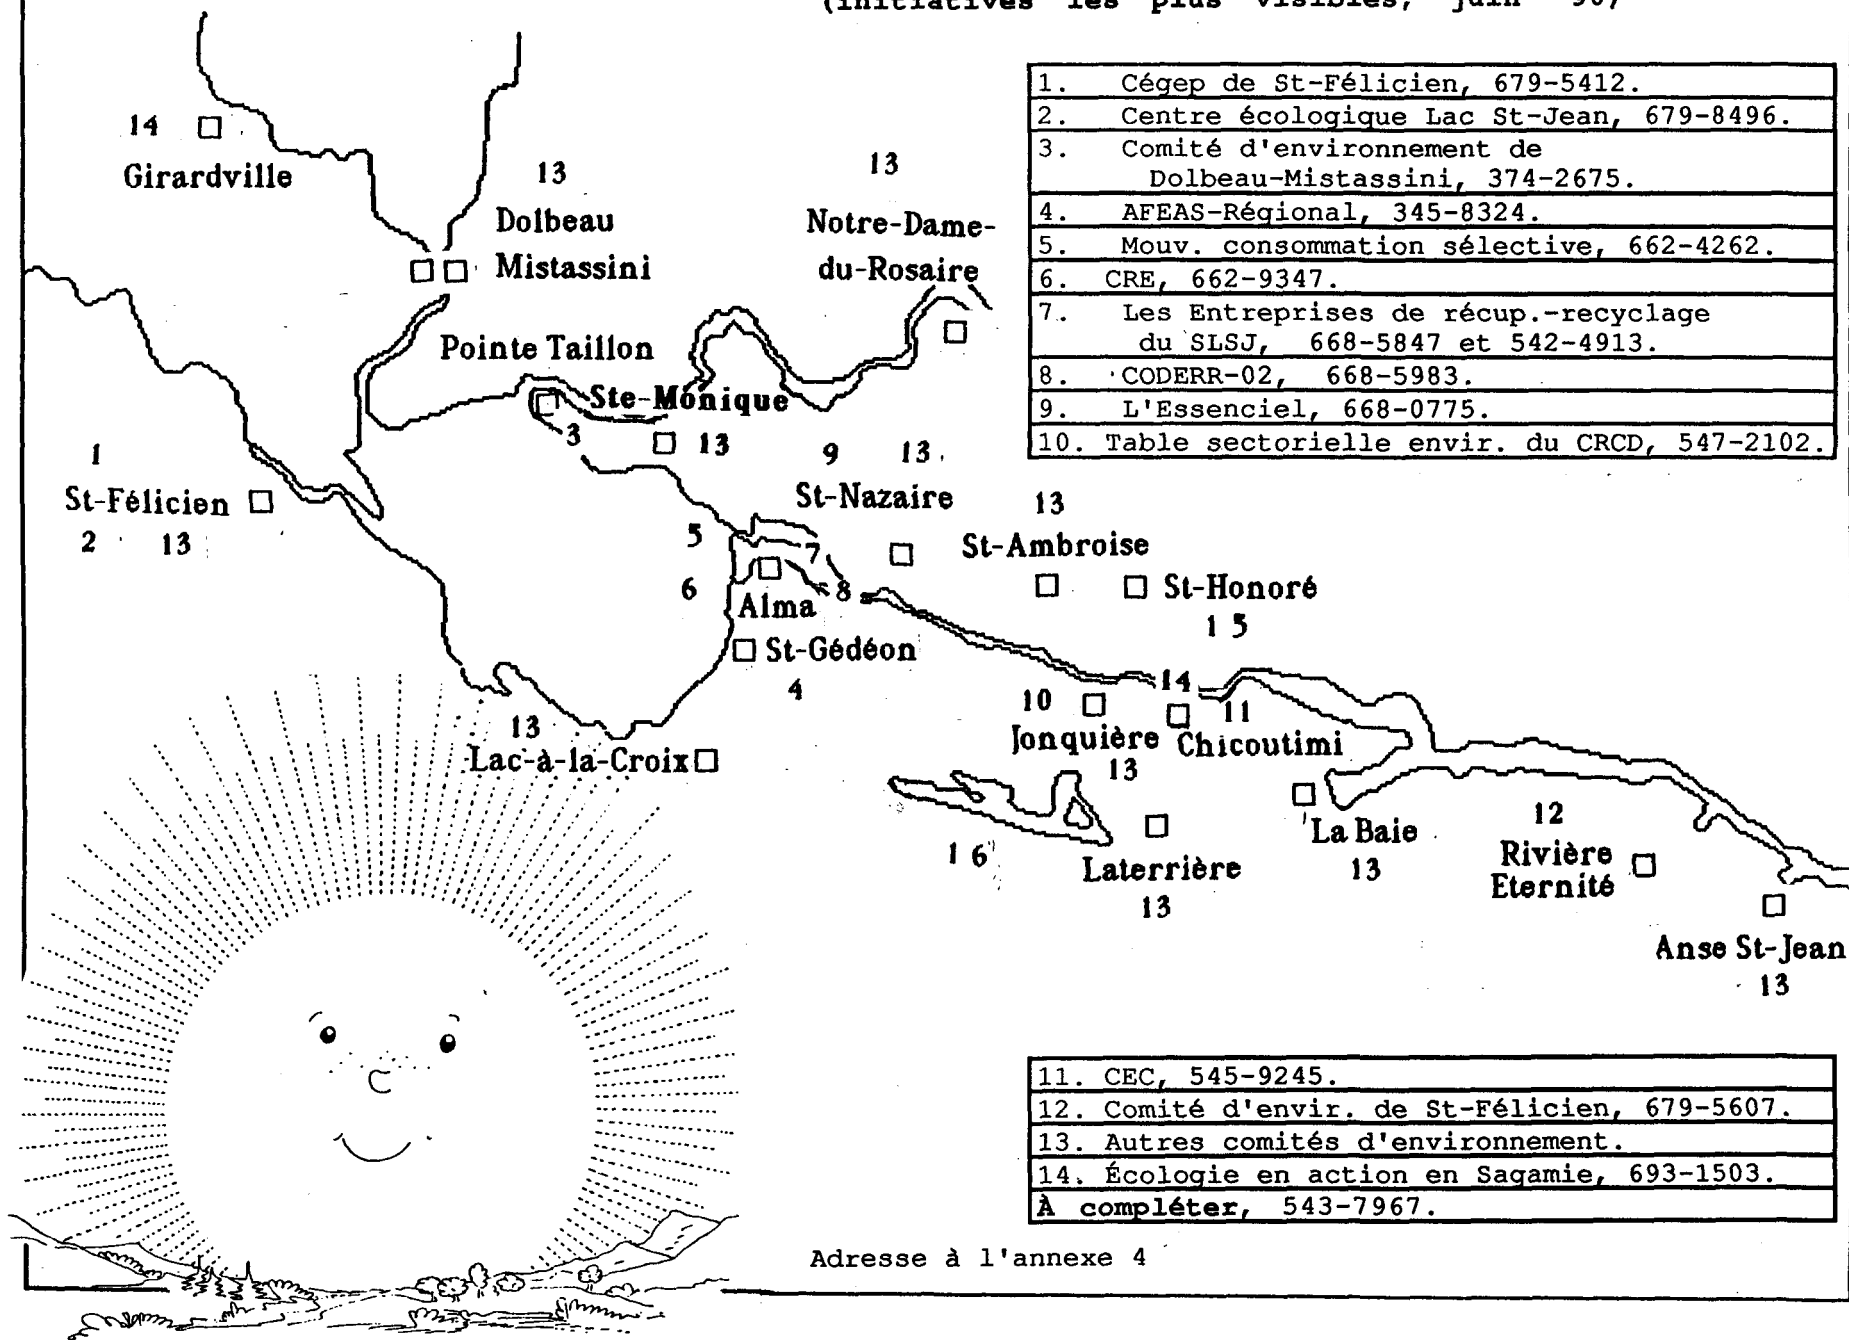 (initiatives les plus visibles, juin 90)
1. Cégep de St-Félicien, 679-5412.
2. Centre écologique Lac St-Jean, 679-8496.
3. Comité d'environnement de
Dolbeau-Mistassini, 374-2675.
4. AFEAS-Régional, 345-8324.
5. Mouv. consommation sélective, 662-4262.
6. CRE, 662-9347.
7. Les Entreprises de récup.-recyclage
du SLSJ, 668-5847 et 542-4913.
8. CODERR-02, 668-5983.
9. L'Essenciel, 668-0775.
10. Table sectorielle envir. du CRCD, 547-2102.
14
Girardville
13
Dolbeau
Mistassini
13
Notre-Dame-
du-Rosaire
Pointe Taillon
3
Ste-Monique
13
1
St-Félicien
2 13
9 13
St-Nazaire
13
St-Ambroise
St-Honoré
1 5
5
6
7
8
Alma
St-Gédéon
4
13
Lac-à-la-Croix
10
Jonquière
13
14
11
Chicoutimi
1 6
Laterrière
13
La Baie
13
12
Rivière
Eternité
Anse St-Jean
13
11. CEC, 545-9245.
12. Comité d'envir. de St-Félicien, 679-5607.
13. Autres comités d'environnement.
14. Écologie en action en Sagamie, 693-1503.
À compléter, 543-7967.
Adresse à l'annexe 4